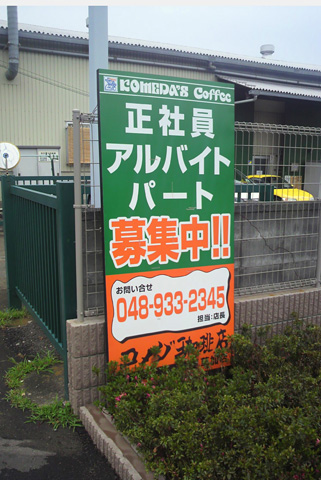 KOMEDA'S Coffee
正社員
アルバイト
パート
募集中!!
お問い合せ
048-933-2345
担当:店長
コメダ珈琲店